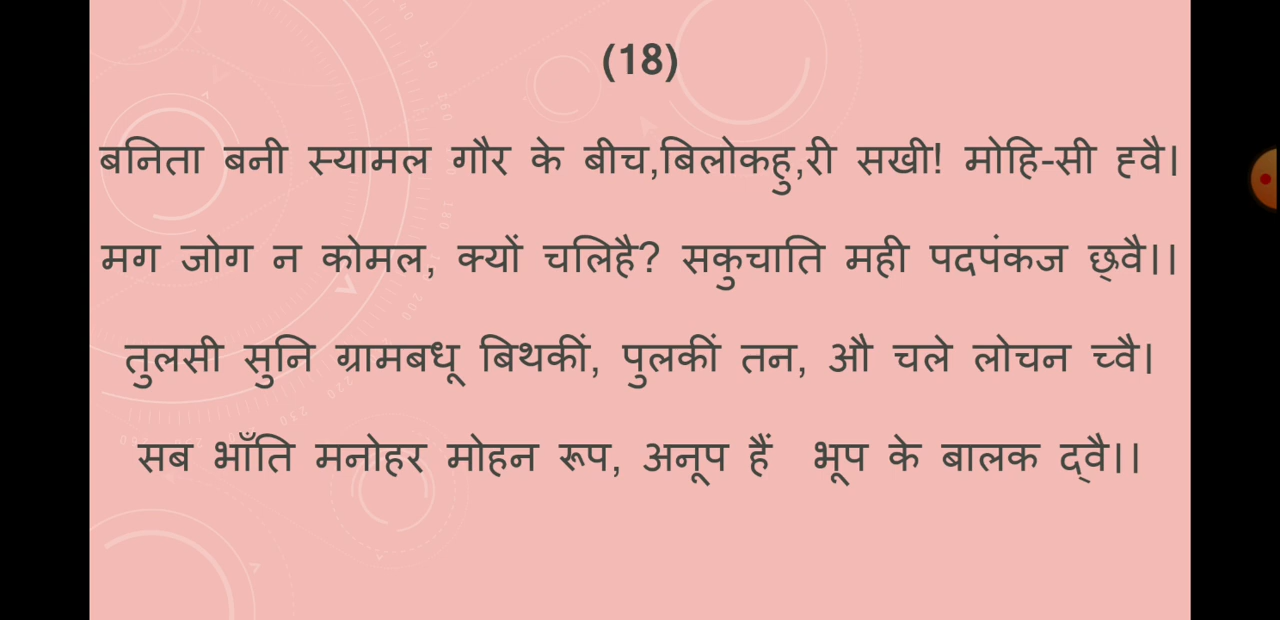 (18)
बनिता बनी स्यामल गौर के बीच,बिलोकहु,री सखी! मोहि-सी ह्वै।
मग जोग न कोमल, क्यों चलिहै? सकुचाति मही पदपंकज छ्वै।।
तुलसी सुनि ग्रामबधू बिथकीं, पुलकीं तन, औ चले लोचन च्वै।
सब भाँति मनोहर मोहन रूप, अनूप हैं भूप के बालक द्वै।।